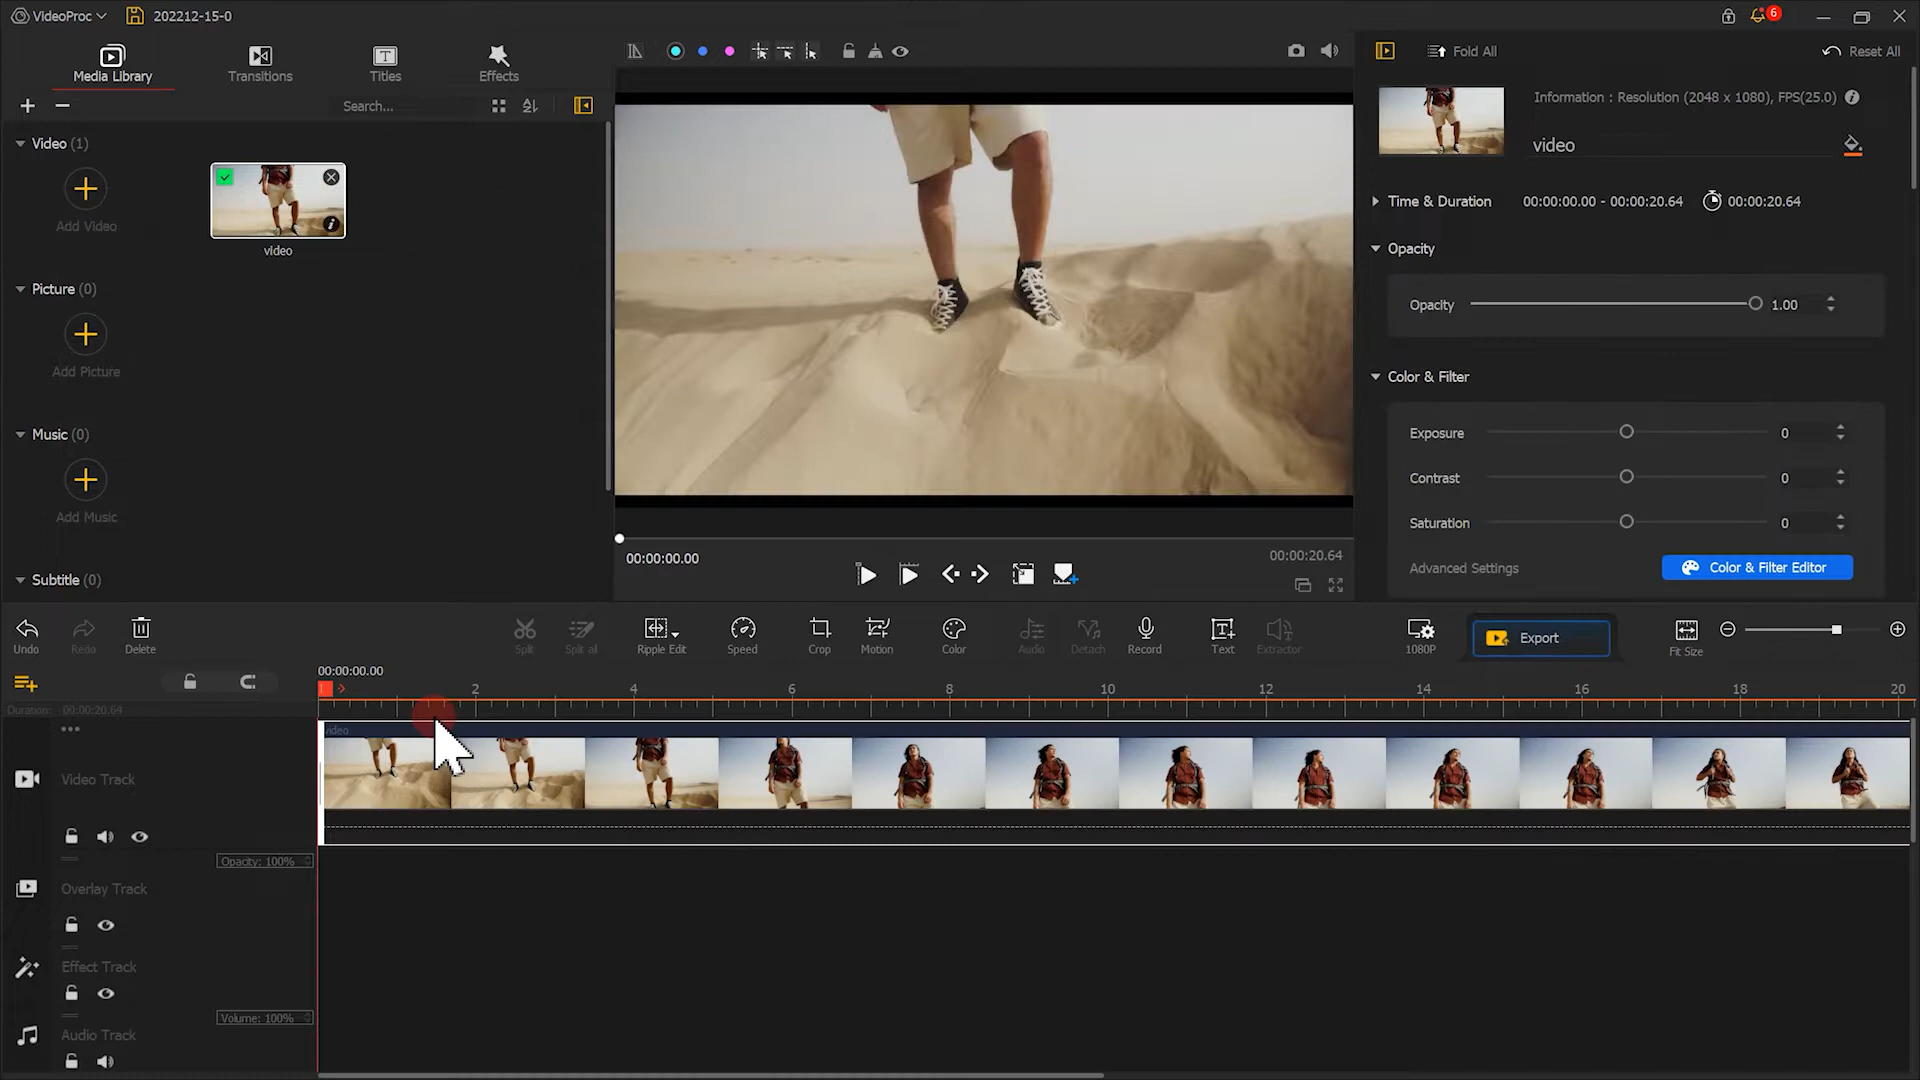 VideoProc
202212-15-0
6
Media Library
Transitions
Titles
Effects
Fold All
Reset All
Search...
Information : Resolution (2048 x 1080), FPS(25.0)
video
Video (1)
Add Video
video
Time & Duration 00:00:00.00 - 00:00:20.64 00:00:20.64
Opacity
Picture (0)
Opacity 1.00
Add Picture
Color & Filter
Music (0)
Exposure 0
Contrast 0
Add Music
Saturation 0
00:00:00.00
00:00:20.64
Advanced Settings
Color & Filter Editor
Subtitle (0)
Undo
Redo
Delete
Split
Split all
Ripple Edit
Speed
Crop
Motion
Color
Audio
Detach
Record
Text
Extractor
1080P
Export
Fit Size
00:00:00.00
2 4 6 8 10 12 14 16 18 20
Duration: 00:00:20.64
video
Video Track
Opacity: 100%
Overlay Track
Effect Track
Volume: 100%
Audio Track